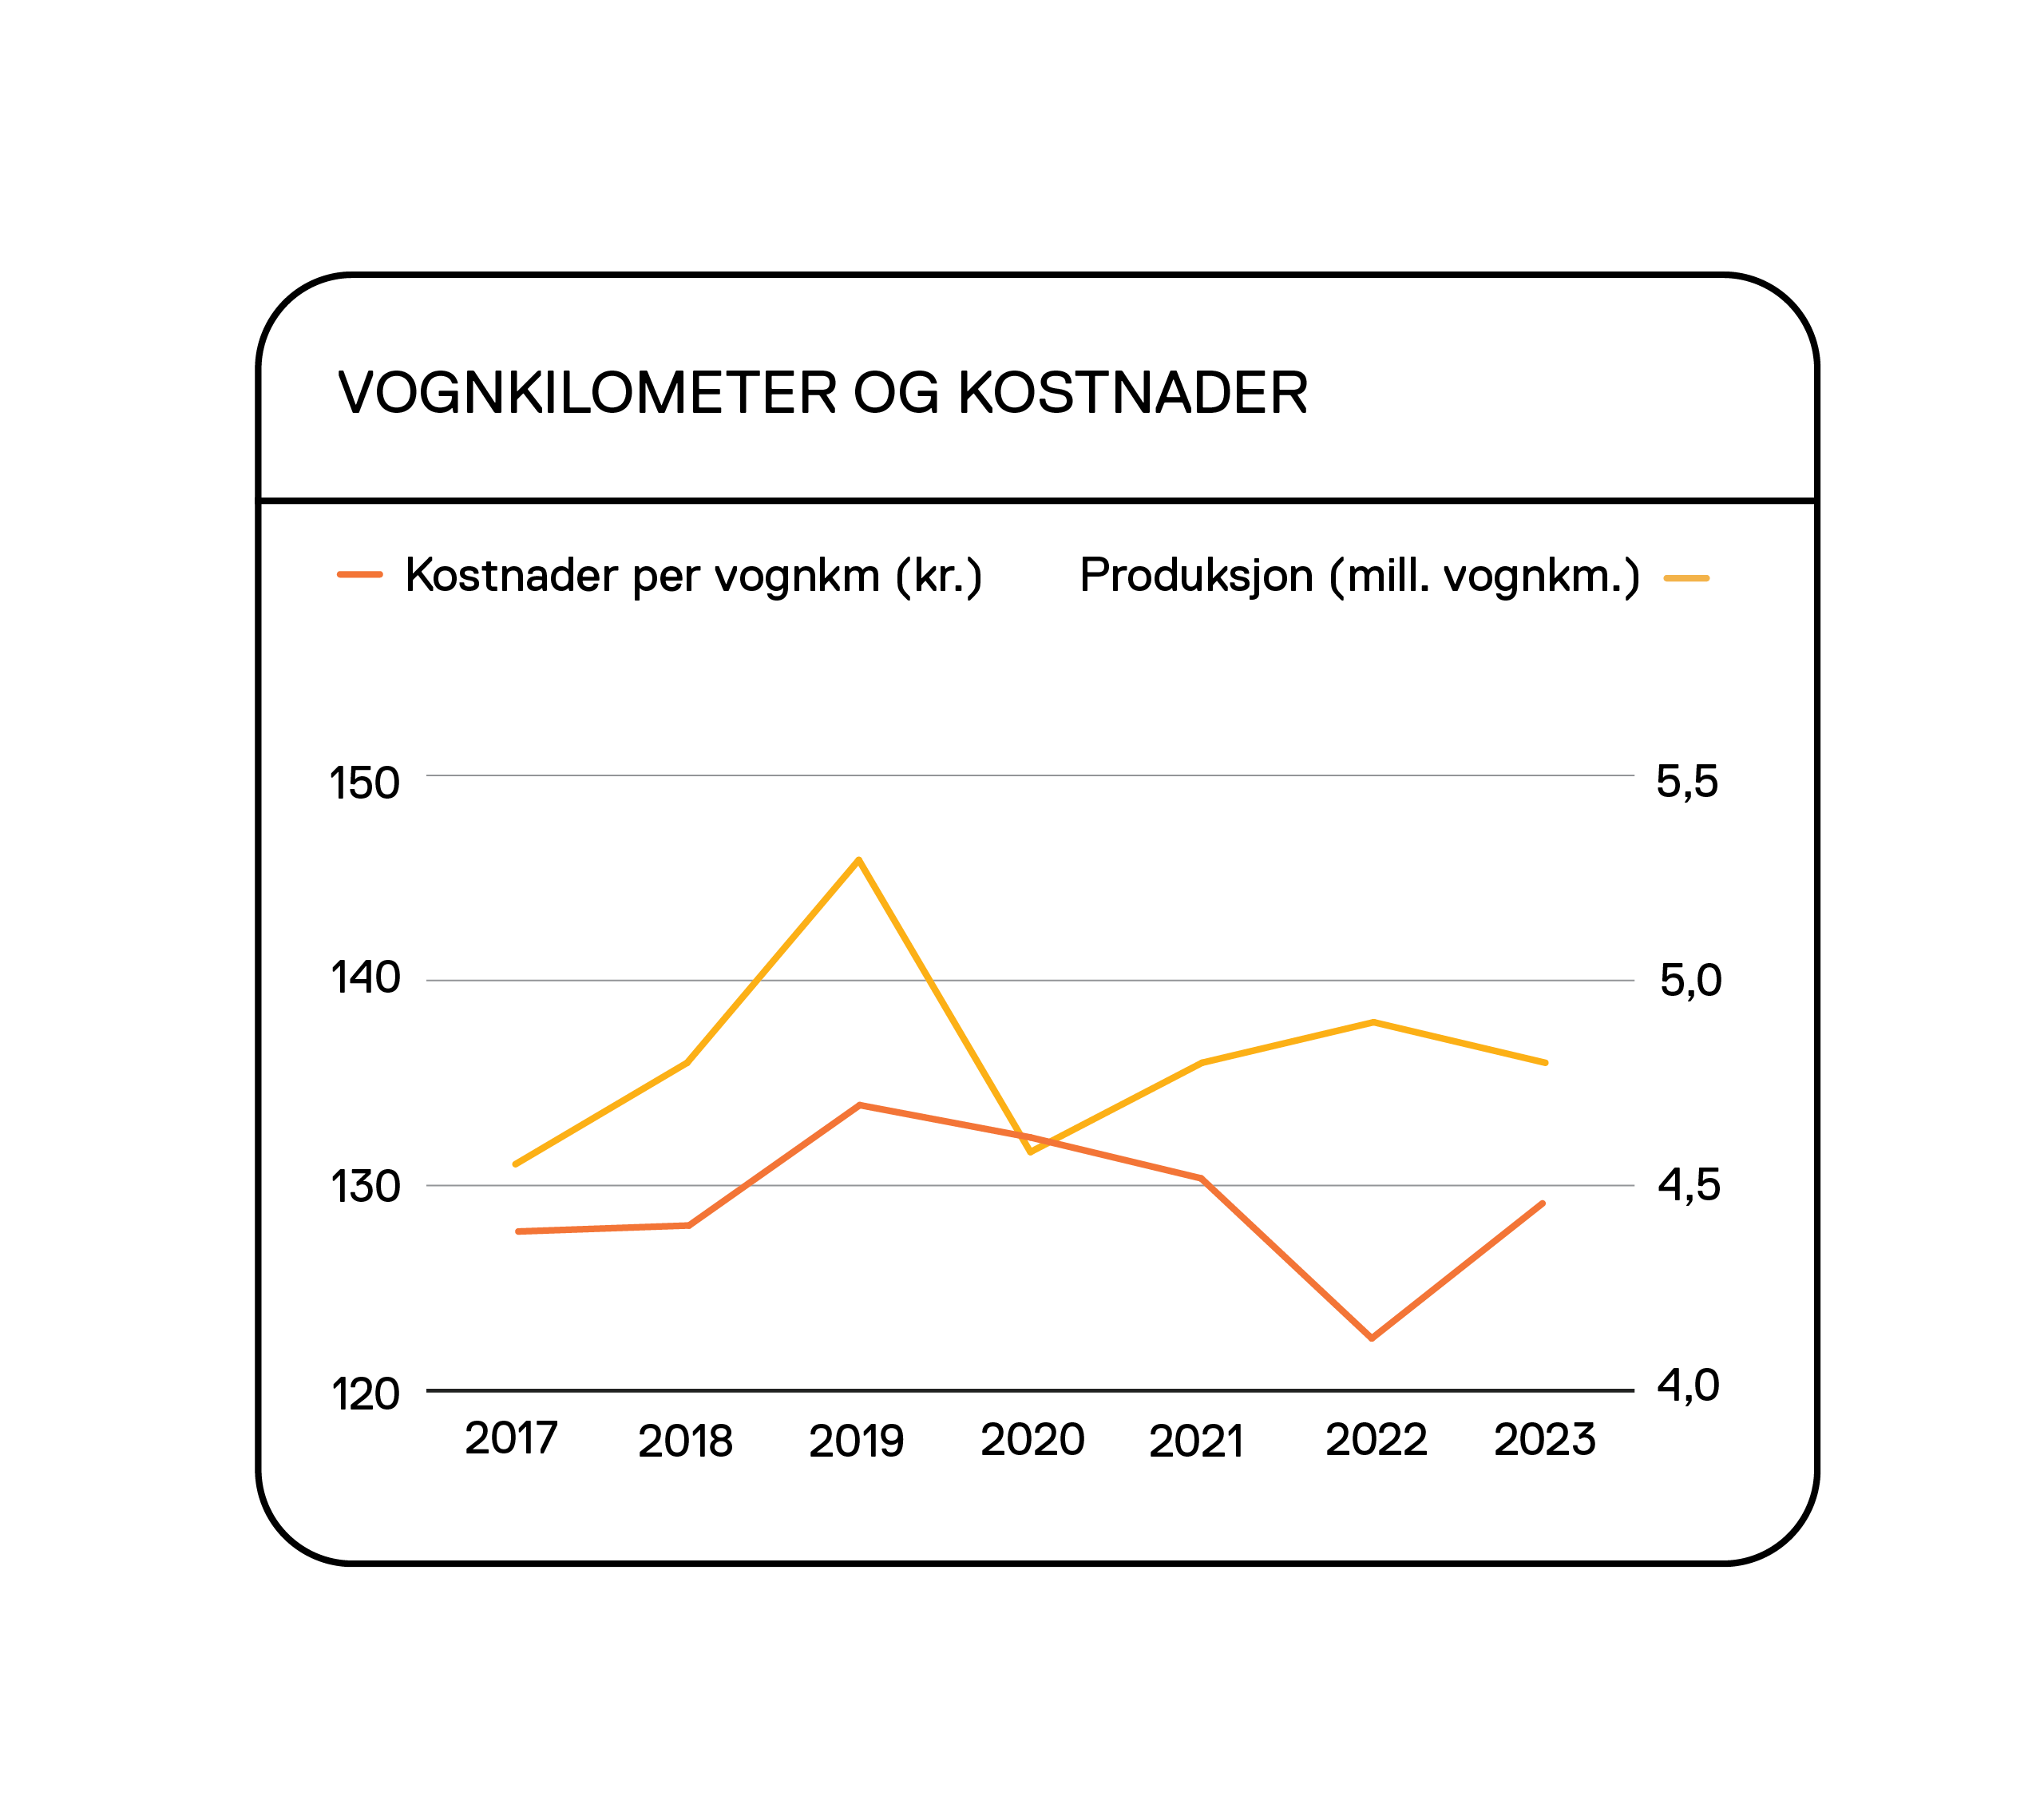 VOGNKILOMETER OG KOSTNADER
Kostnader per vognkm (kr.) Produksjon (mill. vognkm.)
150 5,5
140 5,0
130 4,5
120 4,0
2017 2018 2019 2020 2021 2022 2023